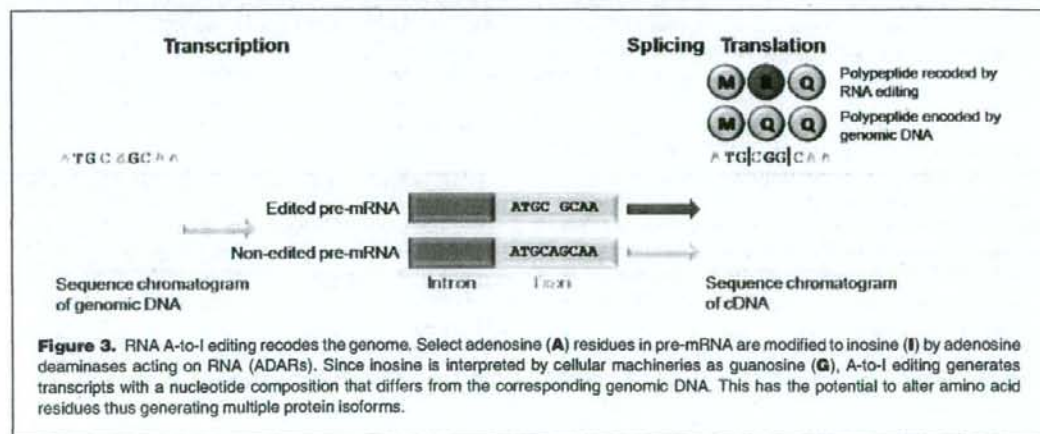 Transcription
Splicing Translation
M Q
Polypeptide recoded by
RNA editing
M Q Q
Polypeptide encoded by
genomic DNA
ATGCAGCAA
ATG|CGG|CAA
Edited pre-mRNA
ATGC GCAA
Non-edited pre-mRNA
ATGCAGCAA
Intron
Exon
Sequence chromatogram
of genomic DNA
Sequence chromatogram
of cDNA
Figure 3. RNA A-to-I editing recodes the genome. Select adenosine (A) residues in pre-mRNA are modified to inosine (I) by adenosine
deaminases acting on RNA (ADARs). Since inosine is interpreted by cellular machineries as guanosine (G), A-to-I editing generates
transcripts with a nucleotide composition that differs from the corresponding genomic DNA. This has the potential to alter amino acid
residues thus generating multiple protein isoforms.